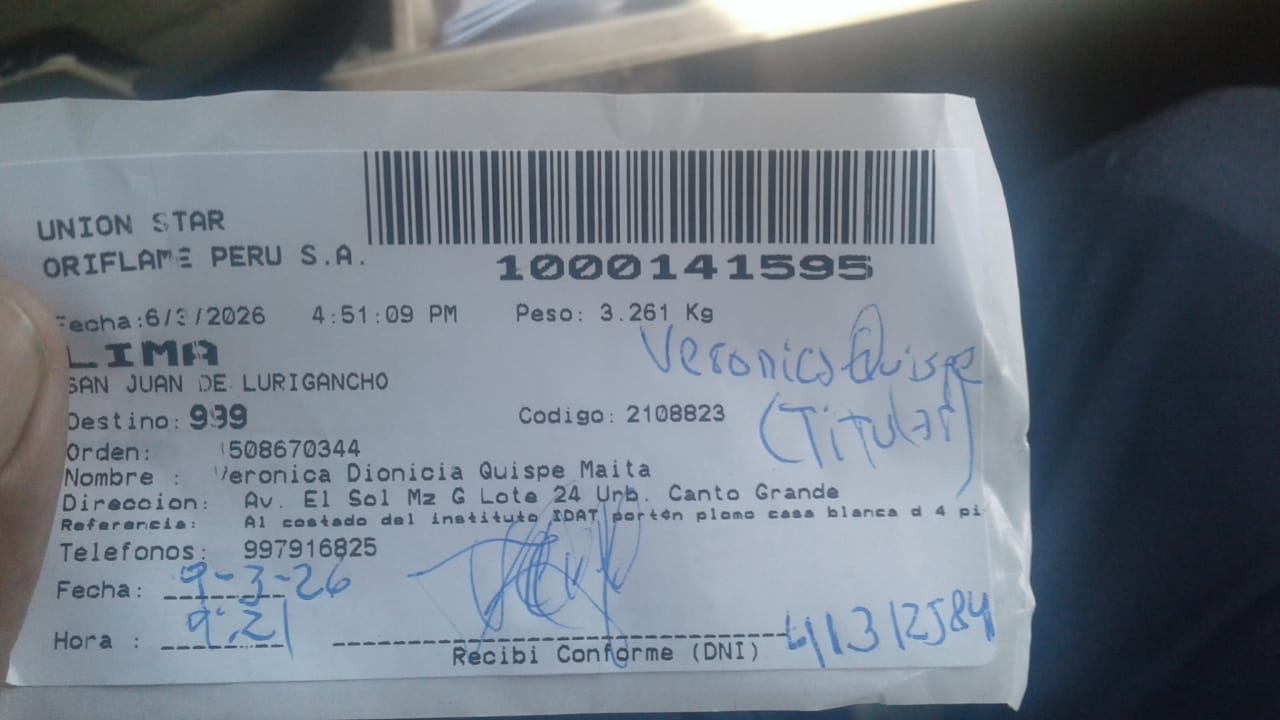 UNION STAR
ORIFLAME PERU S.A.
1000141595
Fecha:6/3/2026 4:51:09 PM Peso: 3.261 Kg
LIMA
Veronica Quispe
SAN JUAN DE LURIGANCHO
Destino: 999 Codigo: 2108823
(Titular)
Orden: 1508670344
Nombre : Veronica Dionicia Quispe Maita
Direccion: Av. El Sol Mz G Lote 24 Urb. Canto Grande
Referencia: Al costado del instituto IDAT portón plomo casa blanca d 4 pi
Telefonos: 997916825
Fecha: 9-3-26
Hora : 9:21
41312584
Recibi Conforme (DNI)